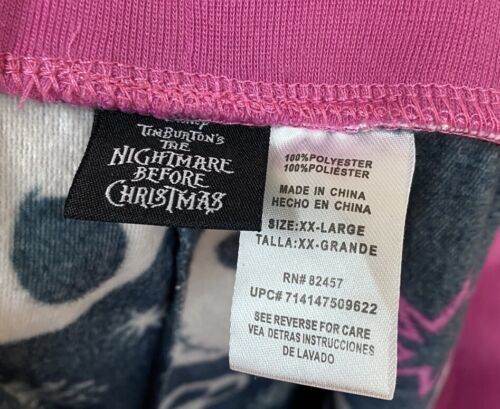 Disney
TIM BURTON'S
THE
NIGHTMARE
BEFORE
CHRISTMAS
100%POLYESTER
100%POLIÉSTER
MADE IN CHINA
HECHO EN CHINA
SIZE:XX-LARGE
TALLA:XX-GRANDE
RN# 82457
UPC# 714147509622
SEE REVERSE FOR CARE
VEA DETRAS INSTRUCCIONES
DE LAVADO